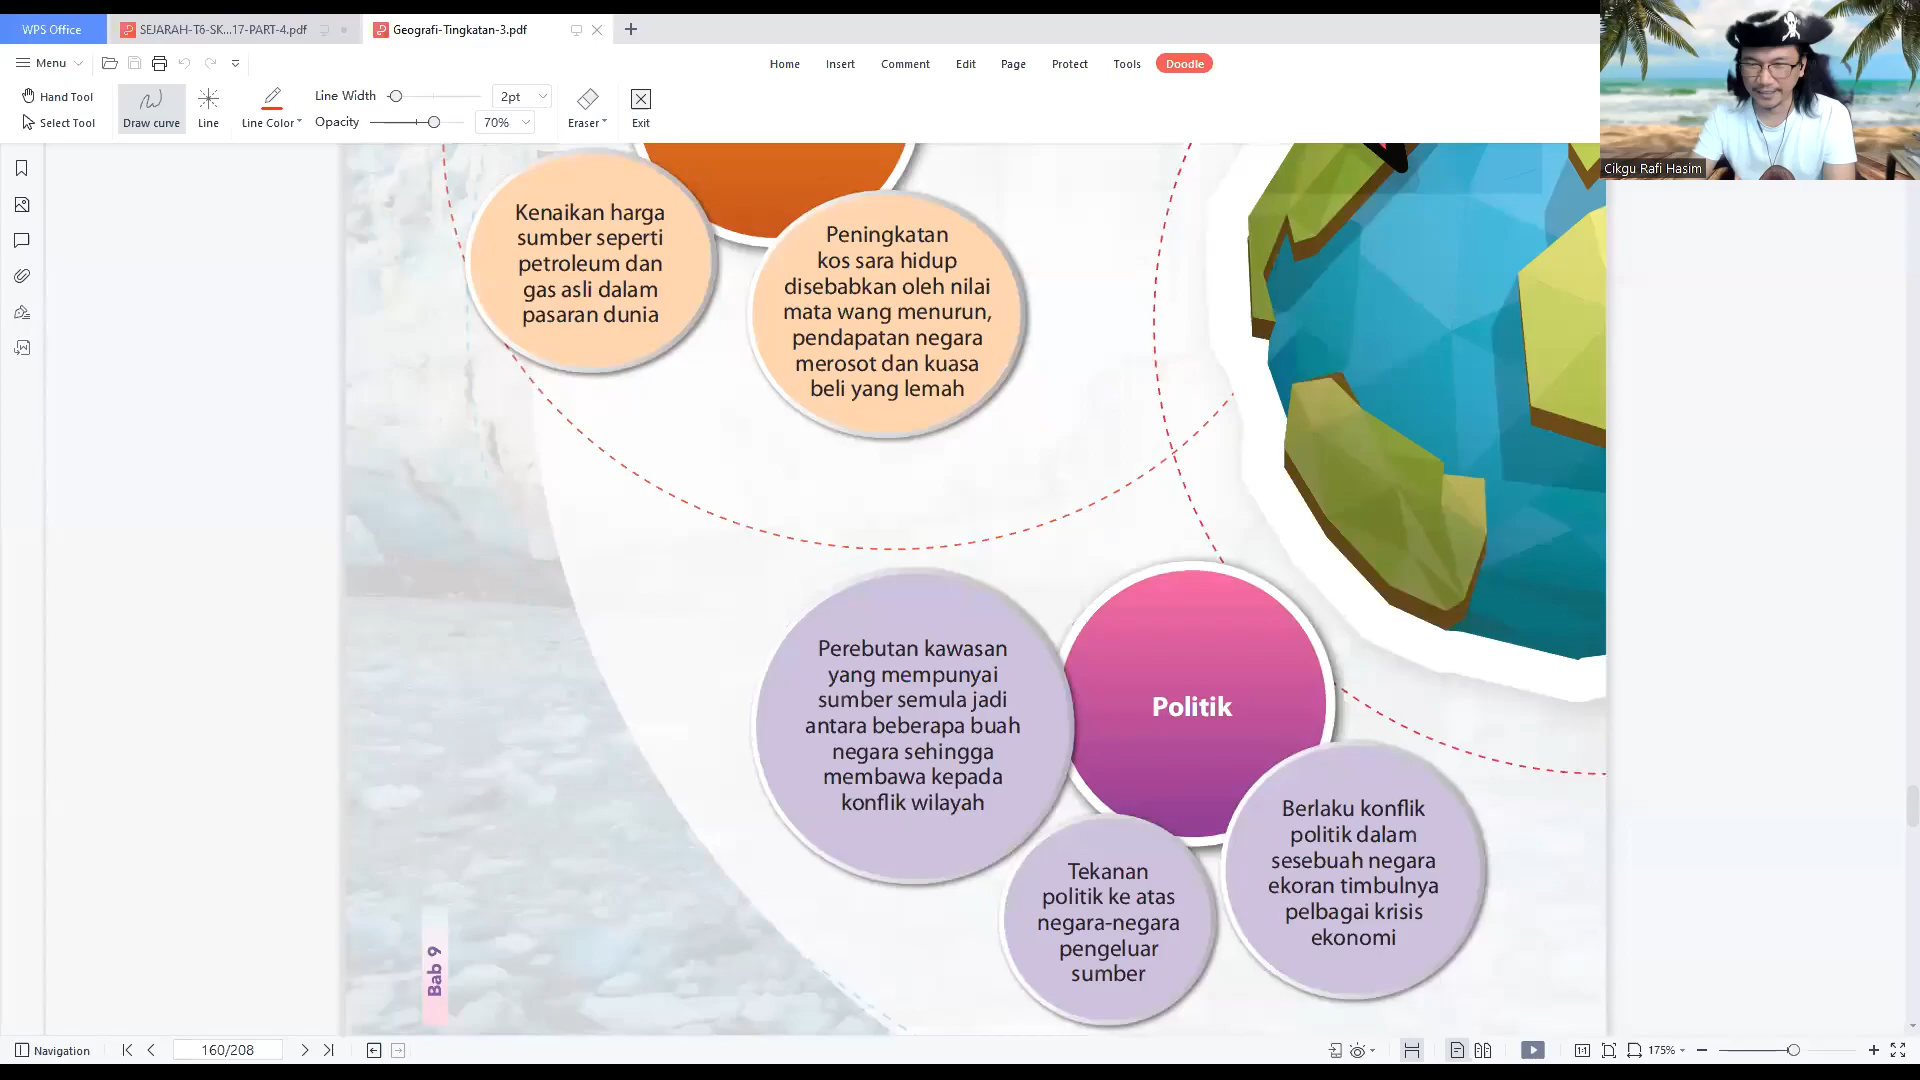 WPS Office
SEJARAH-T6-SK...17-PART-4.pdf
Geografi-Tingkatan-3.pdf
Menu
Home
Insert
Comment
Edit
Page
Protect
Tools
Doodle
Hand Tool
Select Tool
Draw curve
Line
Line Color
Line Width
2pt
Opacity
70%
Eraser
Exit
Cikgu Rafi Hasim
Kenaikan harga
sumber seperti
petroleum dan
gas asli dalam
pasaran dunia
Peningkatan
kos sara hidup
disebabkan oleh nilai
mata wang menurun,
pendapatan negara
merosot dan kuasa
beli yang lemah
Perebutan kawasan
yang mempunyai
sumber semula jadi
antara beberapa buah
negara sehingga
membawa kepada
konflik wilayah
Politik
Tekanan
politik ke atas
negara-negara
pengeluar
sumber
Berlaku konflik
politik dalam
sesebuah negara
ekoran timbulnya
pelbagai krisis
ekonomi
Bab 9
Navigation
160/208
175%